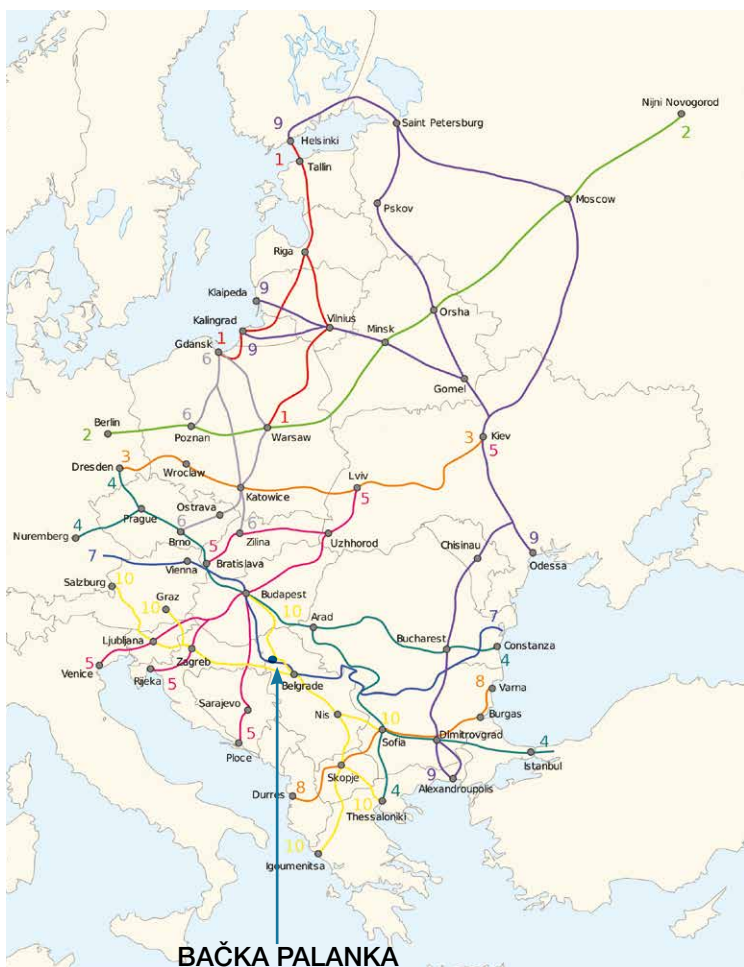 Nijni Novogorod
2
9
Saint Petersburg
Helsinki
1
Tallin
Moscow
Pskov
Riga
Klaipeda
9
Orsha
Kalingrad
Vilnius
Minsk
1
9
Gdansk
6
Gomel
Berlin
2
6
Poznan
1
Warsaw
3
Kiev
5
Dresden
3
4
Wroclaw
Lviv
5
Katowice
Ostrava
Prague
4
Nuremberg
6
Brno
6
Zilina
Uzhhorod
5
Chisinau
9
Odessa
7
Vienna
Bratislava
Salzburg
10
Graz
10
Budapest
10
Arad
7
Bucharest
Constanza
4
Ljubljana
Zagreb
Venice
5
Rijeka
5
Belgrade
8
Varna
Sarajevo
Nis
10
Burgas
5
Ploce
Sofia
Dimitrovgrad
4
Istanbul
Skopje
9
Alexandroupolis
Durres
8
10
4
Thessaloniki
10
Igoumenitsa
BAČKA PALANKA